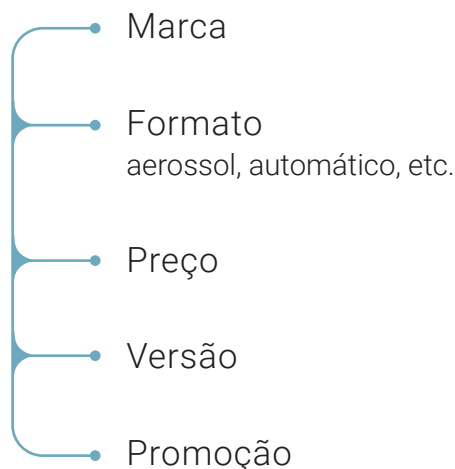 Marca
Formato
aerossol, automático, etc.
Preço
Versão
Promoção